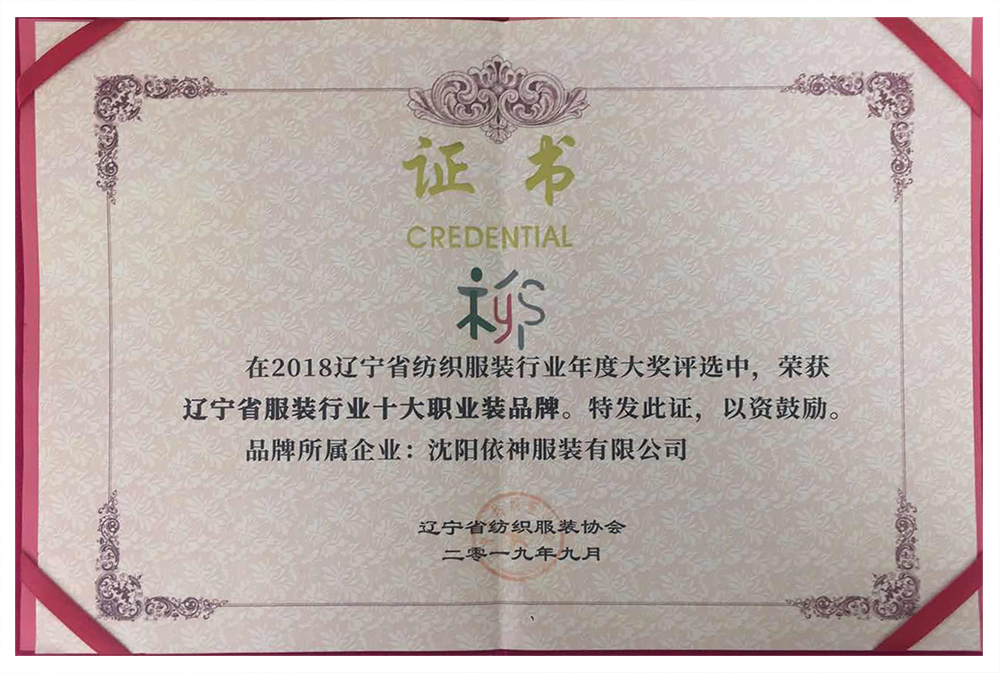 证书
CREDENTIAL
yS
在2018辽宁省纺织服装行业年度大奖评选中，荣获
辽宁省服装行业十大职业装品牌。特发此证，以资鼓励。
品牌所属企业：沈阳依神服装有限公司
辽宁省纺织服装协会
二零一九年九月